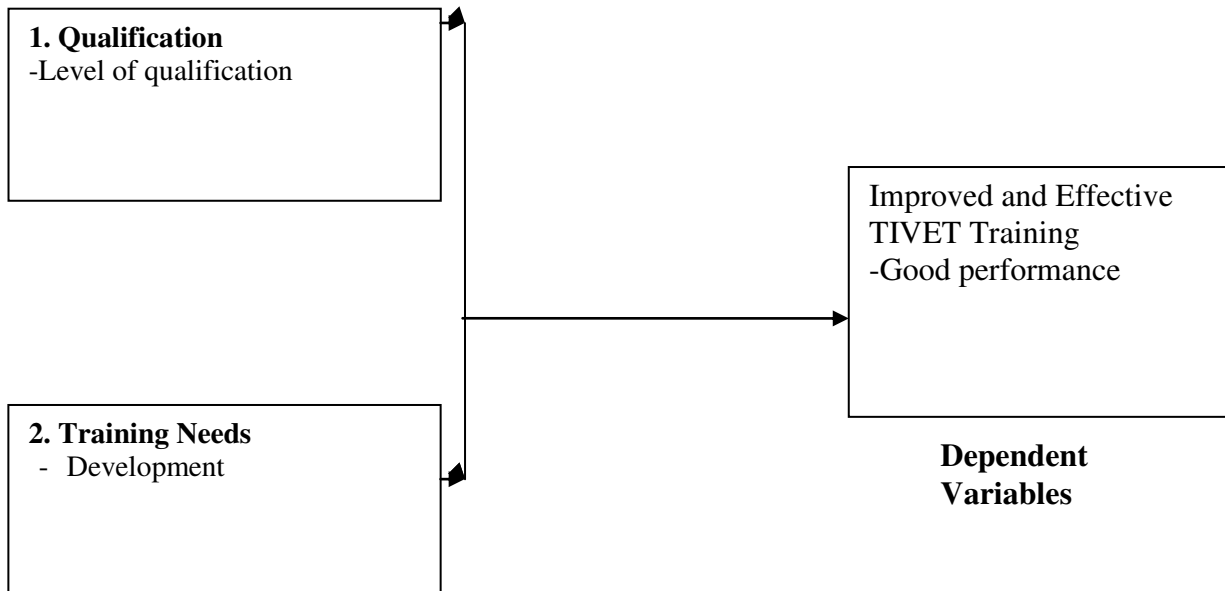 1. Qualification
-Level of qualification
Improved and Effective
TIVET Training
-Good performance
2. Training Needs
- Development
Dependent
Variables